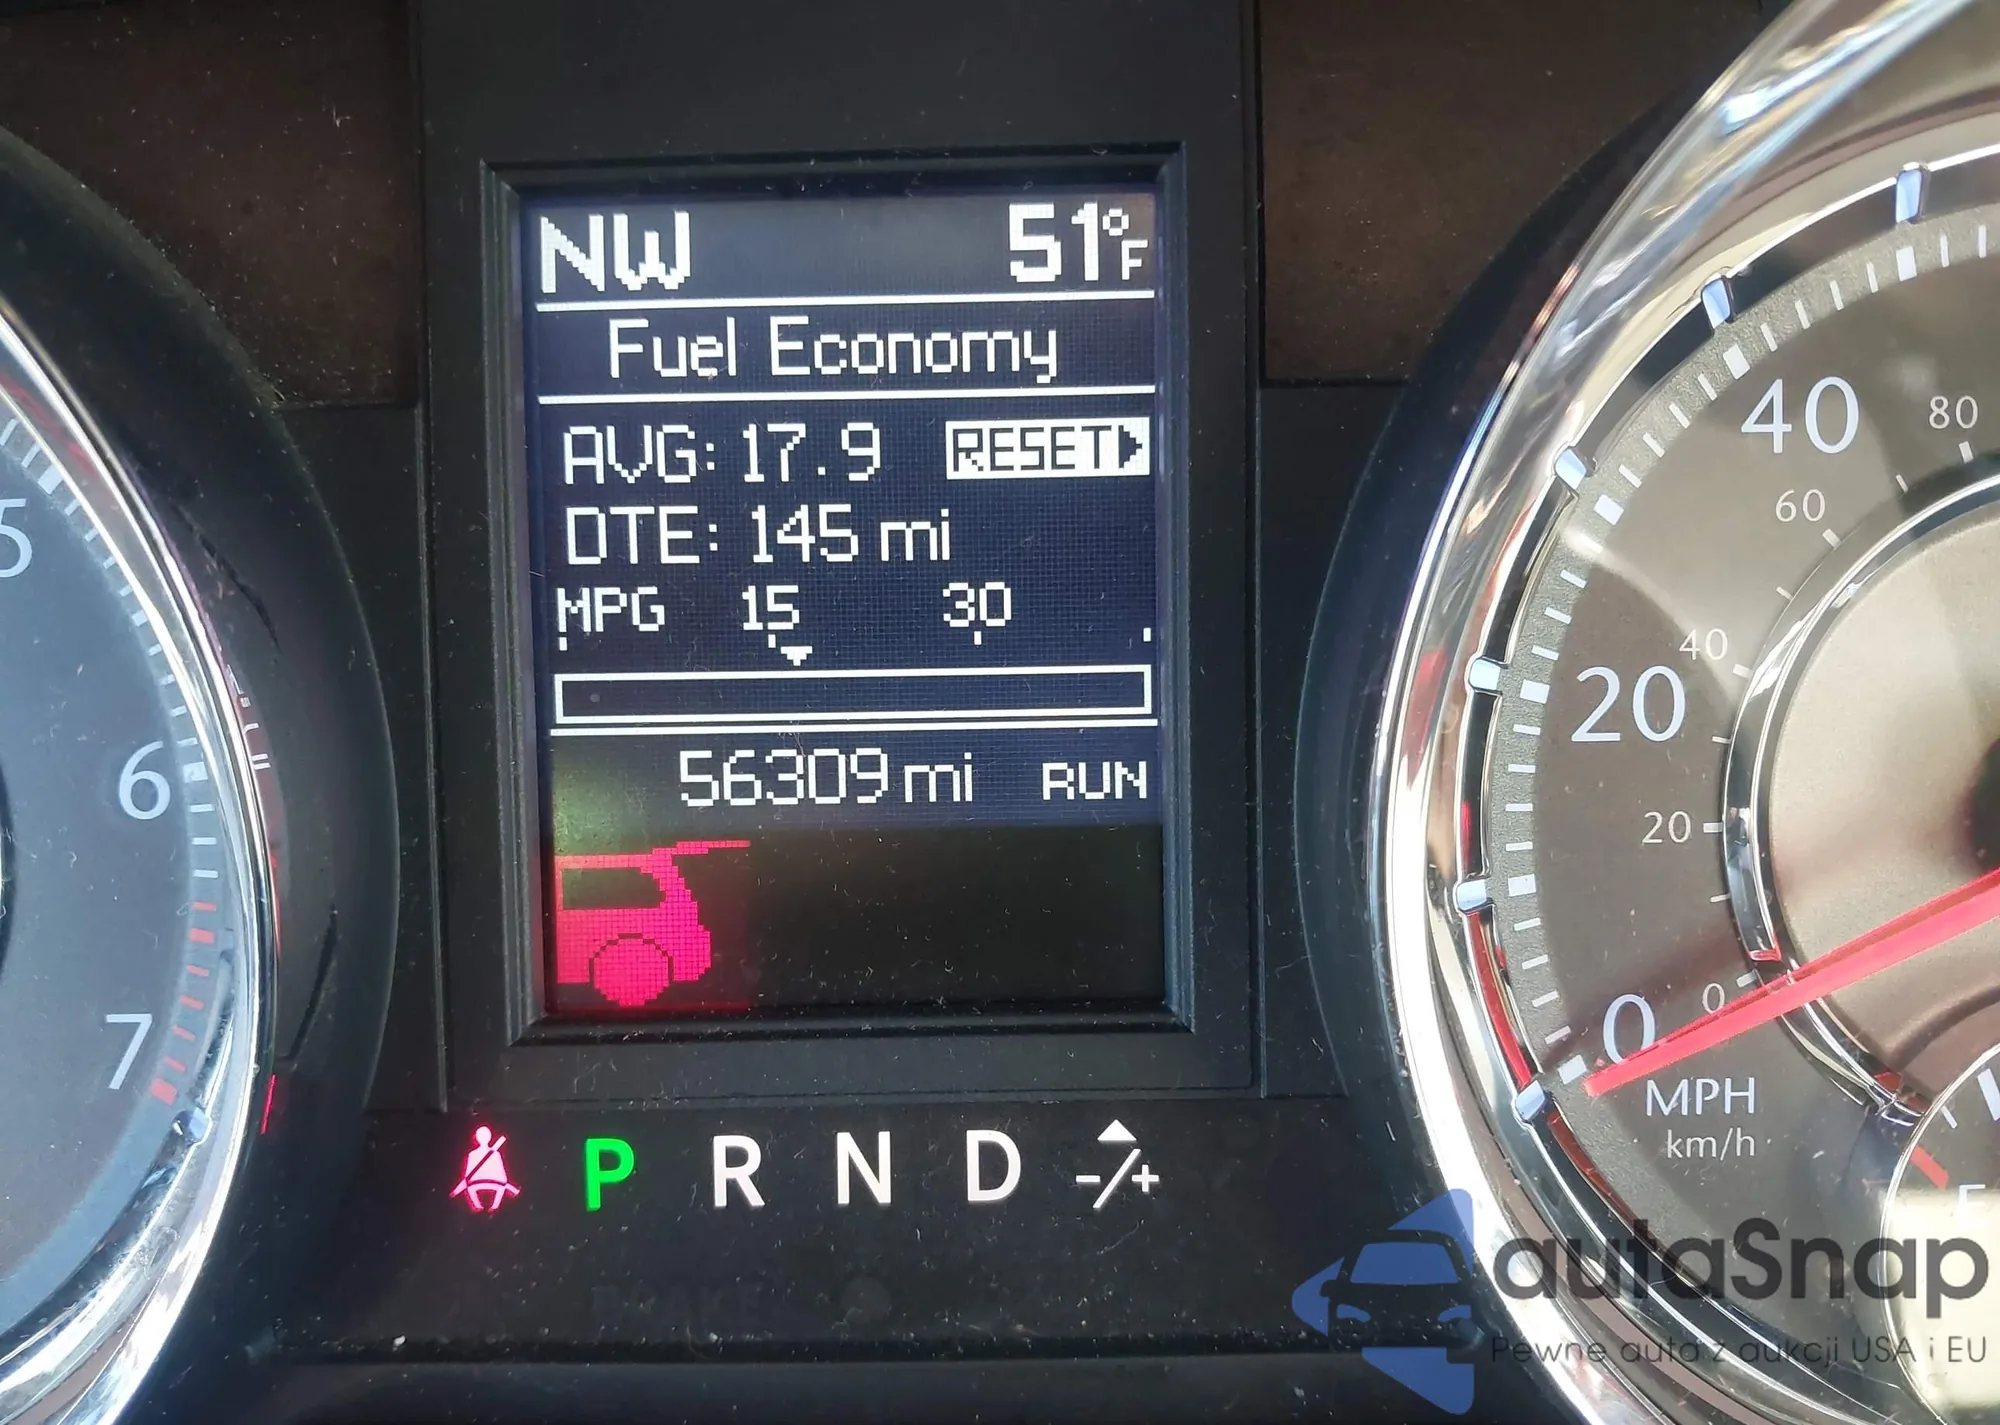 NW 51°F
Fuel Economy
AVG: 17.9 RESET
DTE: 145 mi
MPG 15 30
56309 mi RUN
P R N D -/+
5
6
7
40
20
0
MPH
km/h
80
60
40
20
0
E
autaSnap
Pewne auta z aukcji USA i EU